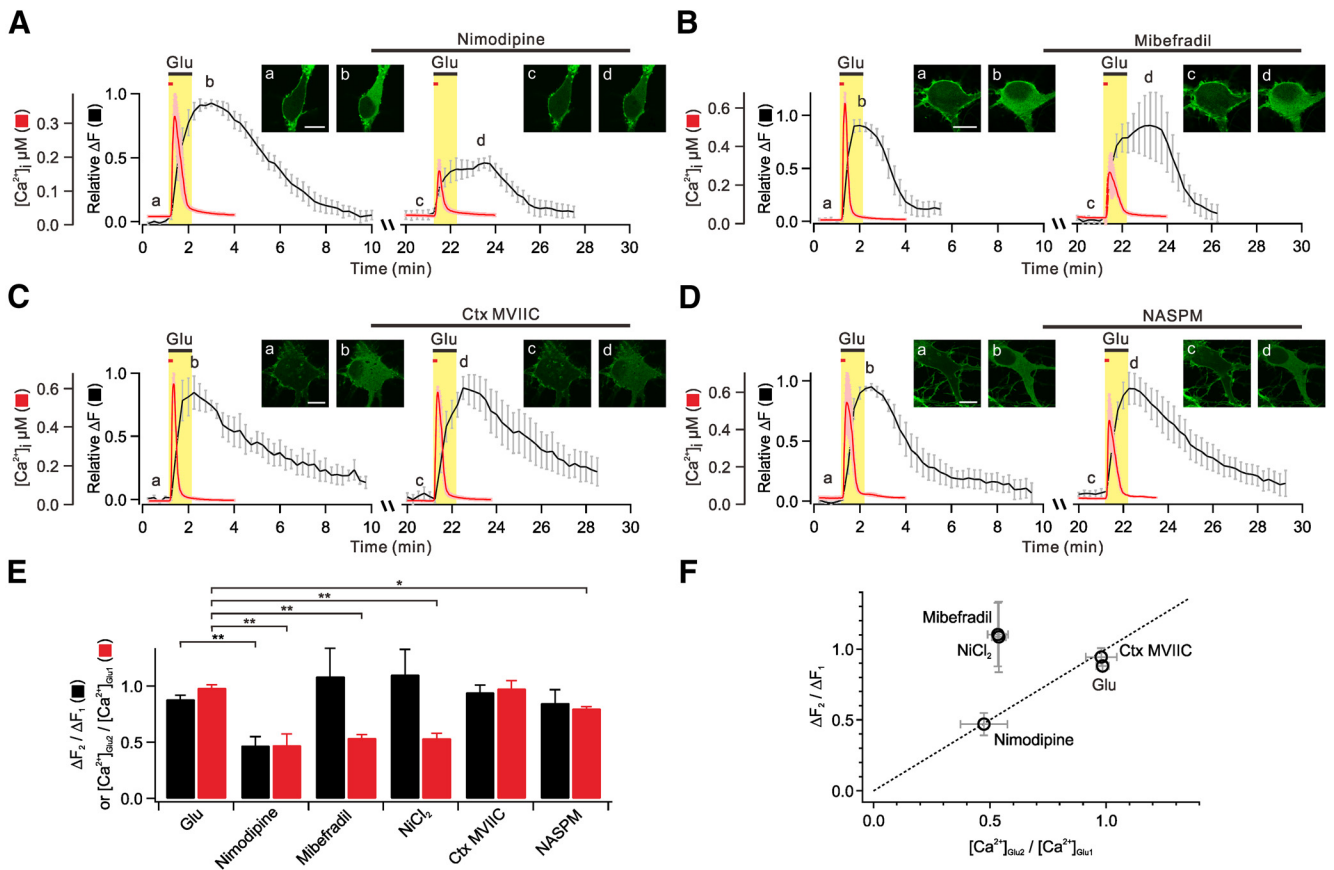 A
Nimodipine
Glu
a
b
c
d
b
d
a
c
[Ca²⁺]ᵢ µM (■)
0.3
0.2
0.1
0.0
Relative ΔF (■)
1.0
0.5
0.0
0 2 4 6 8 10 20 22 24 26 28 30
Time (min)
B
Mibefradil
Glu
Glu
a
b
c
d
b
d
a
c
[Ca²⁺]ᵢ µM (■)
0.6
0.4
0.2
0.0
Relative ΔF (■)
1.0
0.5
0.0
0 2 4 6 8 10 20 22 24 26 28 30
Time (min)
C
Ctx MVIIC
Glu
Glu
a
b
c
d
b
d
a
c
[Ca²⁺]ᵢ µM (■)
0.6
0.4
0.2
0.0
Relative ΔF (■)
1.0
0.5
0.0
0 2 4 6 8 10 20 22 24 26 28 30
Time (min)
D
NASPM
Glu
Glu
a
b
c
d
b
d
a
c
[Ca²⁺]ᵢ µM (■)
0.6
0.4
0.2
0.0
Relative ΔF (■)
1.0
0.5
0.0
0 2 4 6 8 10 20 22 24 26 28 30
Time (min)
E
*
**
**
**
**
ΔF₂ / ΔF₁ (■)
or [Ca²⁺]Glu2 / [Ca²⁺]Glu1 (■)
1.0
0.5
0.0
Glu
Nimodipine
Mibefradil
NiCl₂
Ctx MVIIC
NASPM
F
ΔF₂ / ΔF₁
1.0
0.5
0.0
Mibefradil
NiCl₂
Ctx MVIIC
Glu
Nimodipine
0.0 0.5 1.0
[Ca²⁺]Glu2 / [Ca²⁺]Glu1